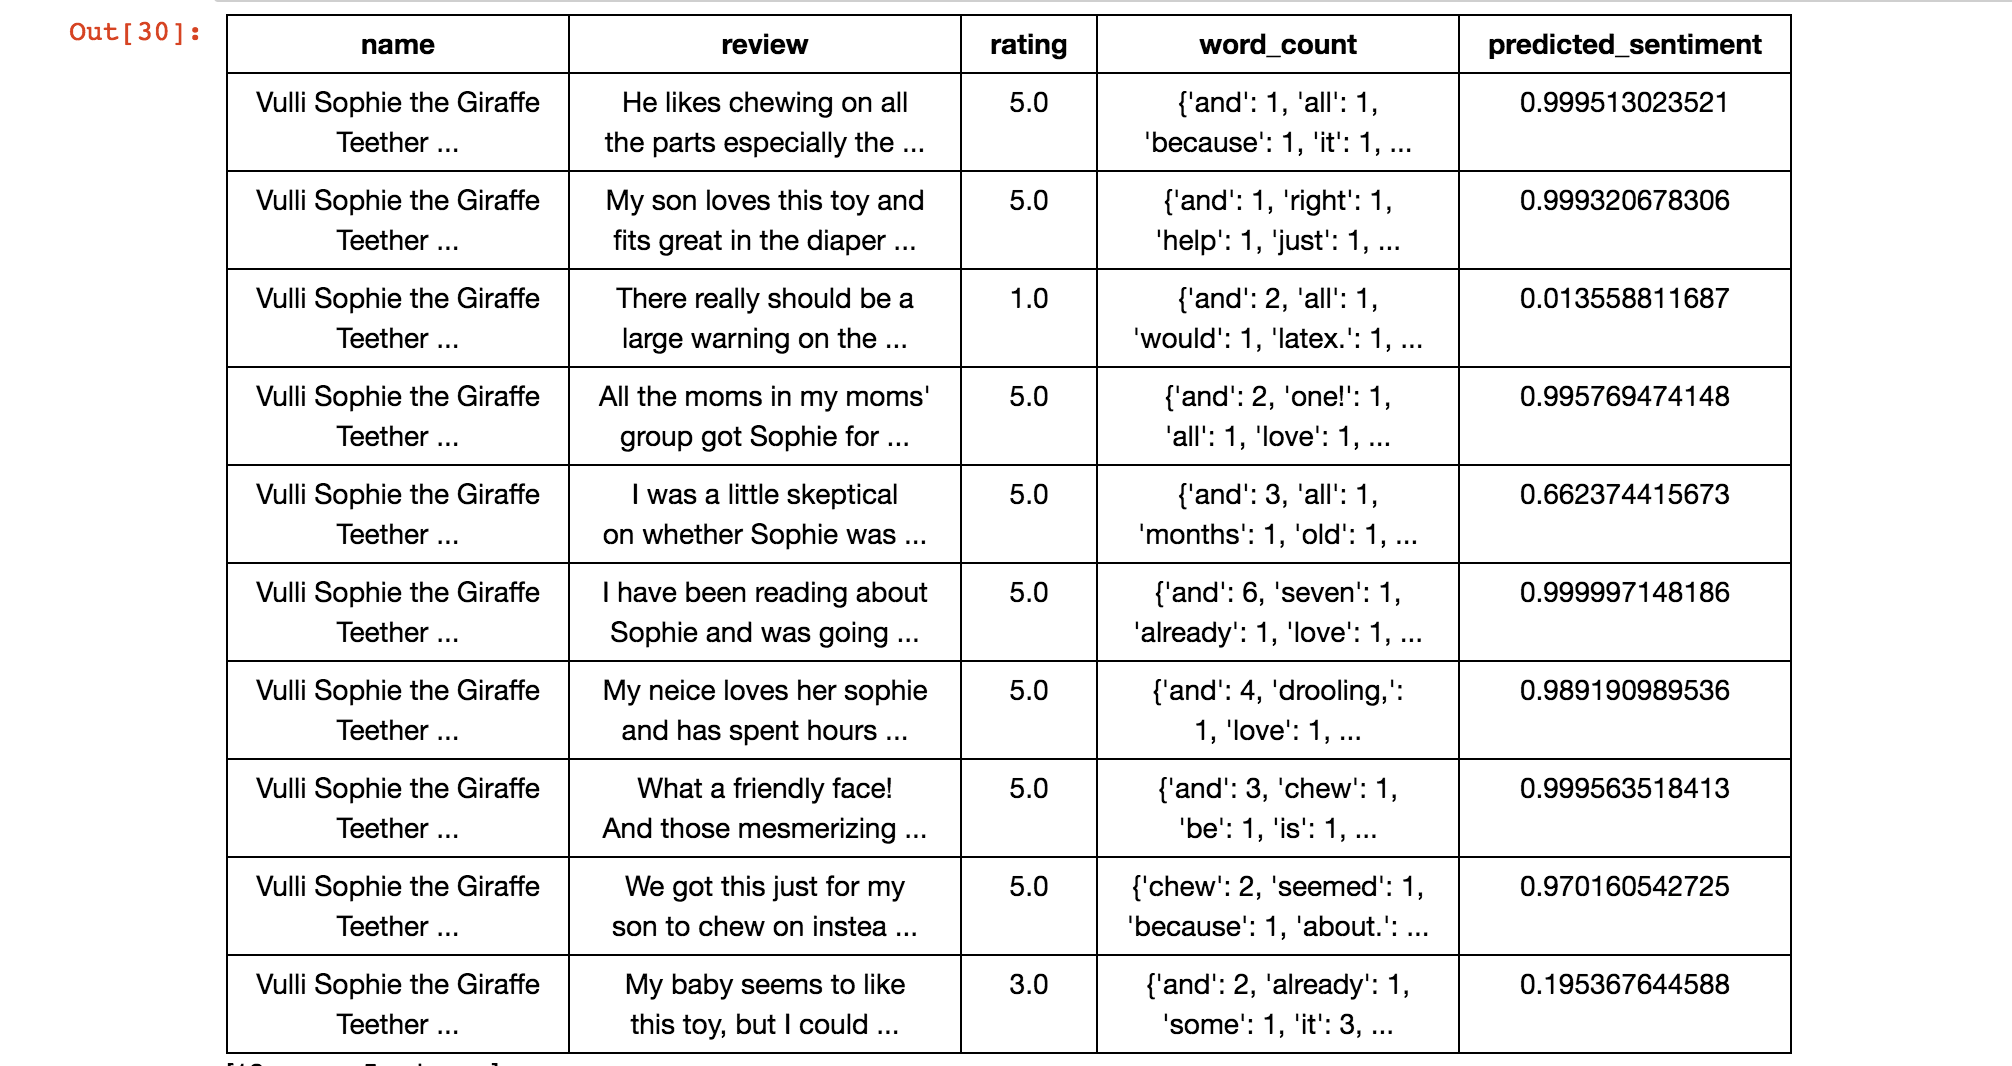 Out[30]:
name review rating word_count predicted_sentiment
Vulli Sophie the Giraffe He likes chewing on all 5.0 {'and': 1, 'all': 1, 0.999513023521
Teether ... the parts especially the ... 'because': 1, 'it': 1, ...
Vulli Sophie the Giraffe My son loves this toy and 5.0 {'and': 1, 'right': 1, 0.999320678306
Teether ... fits great in the diaper ... 'help': 1, 'just': 1, ...
Vulli Sophie the Giraffe There really should be a 1.0 {'and': 2, 'all': 1, 0.013558811687
Teether ... large warning on the ... 'would': 1, 'latex.': 1, ...
Vulli Sophie the Giraffe All the moms in my moms' 5.0 {'and': 2, 'one!': 1, 0.995769474148
Teether ... group got Sophie for ... 'all': 1, 'love': 1, ...
Vulli Sophie the Giraffe I was a little skeptical 5.0 {'and': 3, 'all': 1, 0.662374415673
Teether ... on whether Sophie was ... 'months': 1, 'old': 1, ...
Vulli Sophie the Giraffe I have been reading about 5.0 {'and': 6, 'seven': 1, 0.999997148186
Teether ... Sophie and was going ... 'already': 1, 'love': 1, ...
Vulli Sophie the Giraffe My neice loves her sophie 5.0 {'and': 4, 'drooling,': 0.989190989536
Teether ... and has spent hours ... 1, 'love': 1, ...
Vulli Sophie the Giraffe What a friendly face! 5.0 {'and': 3, 'chew': 1, 0.999563518413
Teether ... And those mesmerizing ... 'be': 1, 'is': 1, ...
Vulli Sophie the Giraffe We got this just for my 5.0 {'chew': 2, 'seemed': 1, 0.970160542725
Teether ... son to chew on instea ... 'because': 1, 'about.': ...
Vulli Sophie the Giraffe My baby seems to like 3.0 {'and': 2, 'already': 1, 0.195367644588
Teether ... this toy, but I could ... 'some': 1, 'it': 3, ...